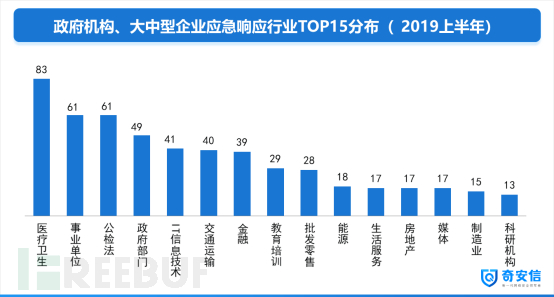 政府机构、大中型企业应急响应行业TOP15分布（ 2019上半年）
83
61
61
49
41
40
39
29
28
18
17
17
17
15
13
医疗卫生
事业单位
公检法
政府部门
IT信息技术
交通运输
金融
教育培训
批发零售
能源
生活服务
房地产
媒体
制造业
科研机构
FREEBUF
奇安信